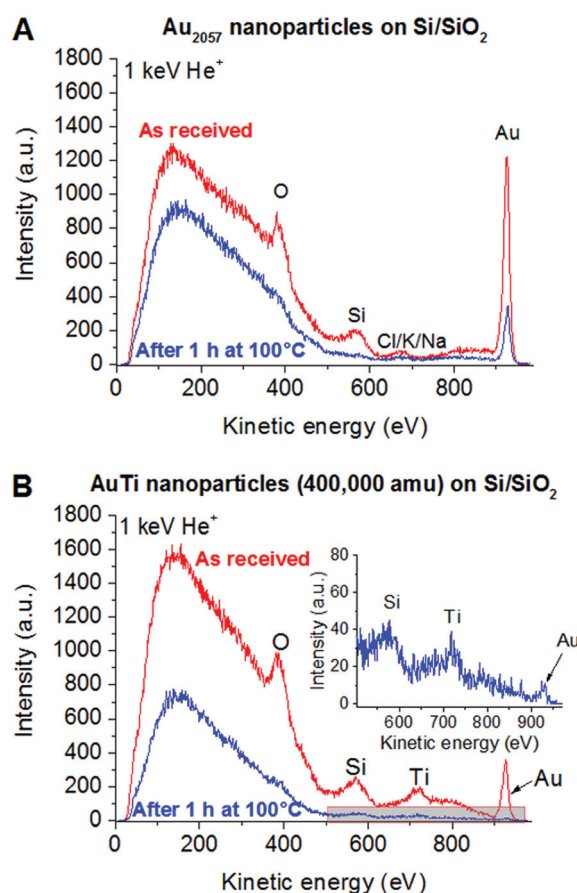 A
Au2057 nanoparticles on Si/SiO2
1 keV He+
As received
After 1 h at 100°C
O
Si
Cl/K/Na
Au
1800
1600
1400
1200
1000
800
600
400
200
0
Intensity (a.u.)
0 200 400 600 800
Kinetic energy (eV)
B
AuTi nanoparticles (400,000 amu) on Si/SiO2
1 keV He+
As received
After 1 h at 100°C
O
Si
Ti
Au
1800
1600
1400
1200
1000
800
600
400
200
0
Intensity (a.u.)
0 200 400 600 800
Kinetic energy (eV)
80
60
40
20
0
Intensity (a.u.)
Si
Ti
Au
600 700 800 900
Kinetic energy (eV)